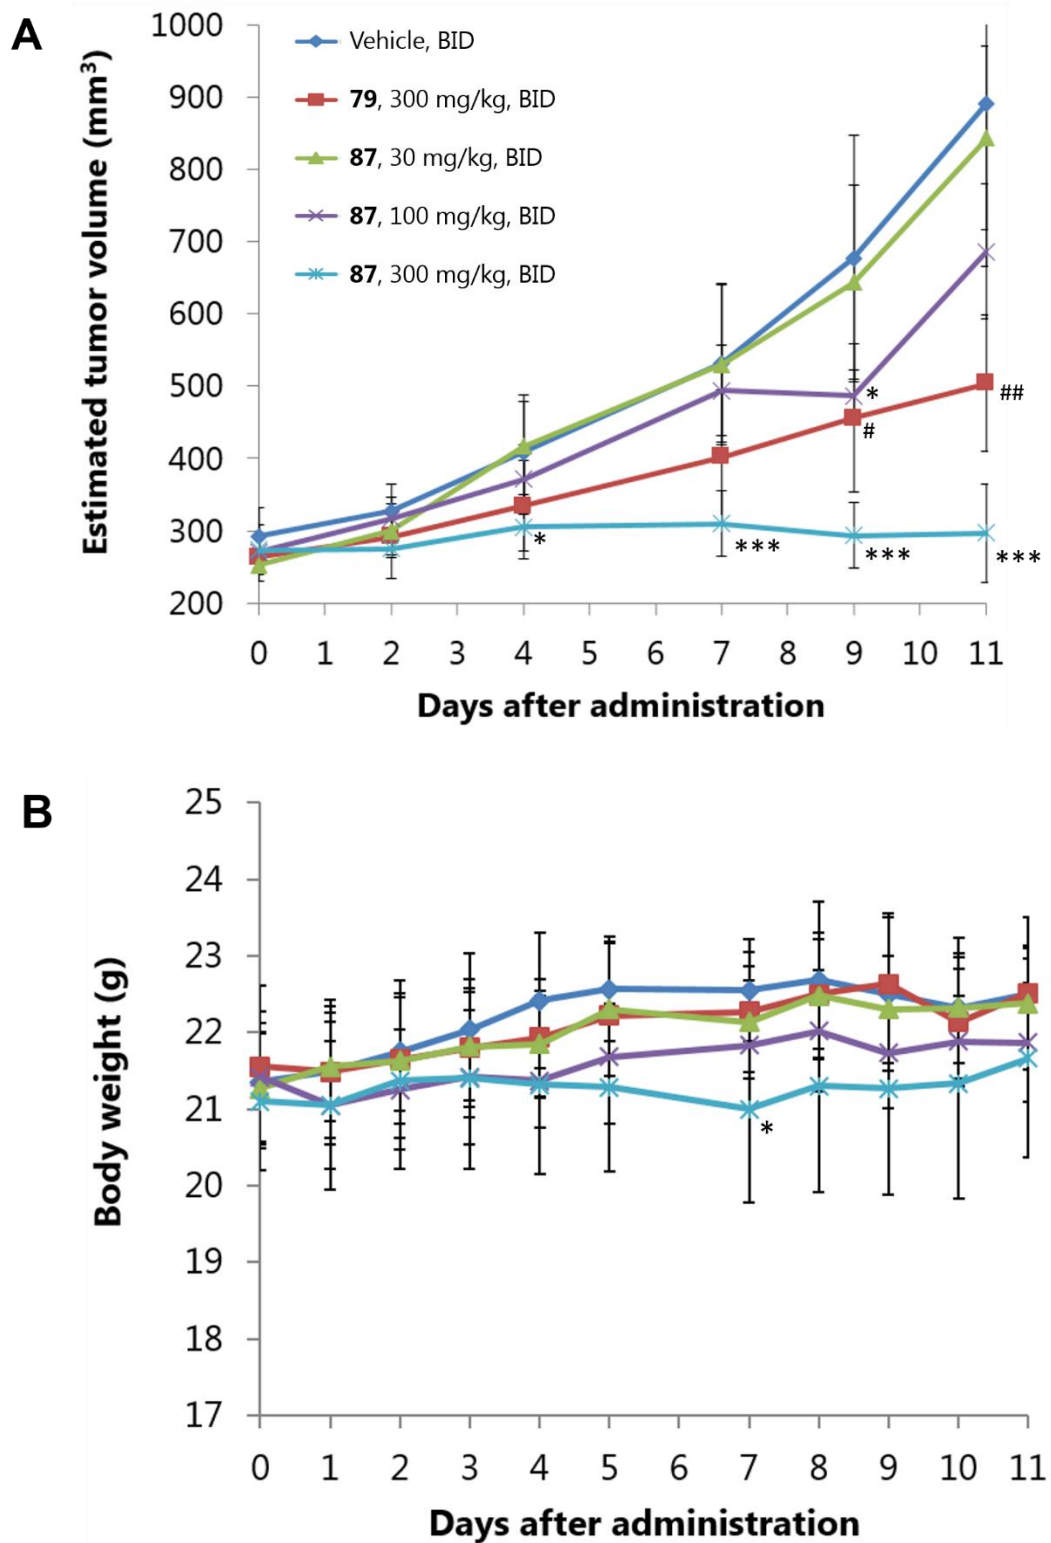 A
Estimated tumor volume (mm³)
1000
900
800
700
600
500
400
300
200
Vehicle, BID
79, 300 mg/kg, BID
87, 30 mg/kg, BID
87, 100 mg/kg, BID
87, 300 mg/kg, BID
*
#
##
*
***
***
***
0 1 2 3 4 5 6 7 8 9 10 11
Days after administration
B
Body weight (g)
25
24
23
22
21
20
19
18
17
*
0 1 2 3 4 5 6 7 8 9 10 11
Days after administration